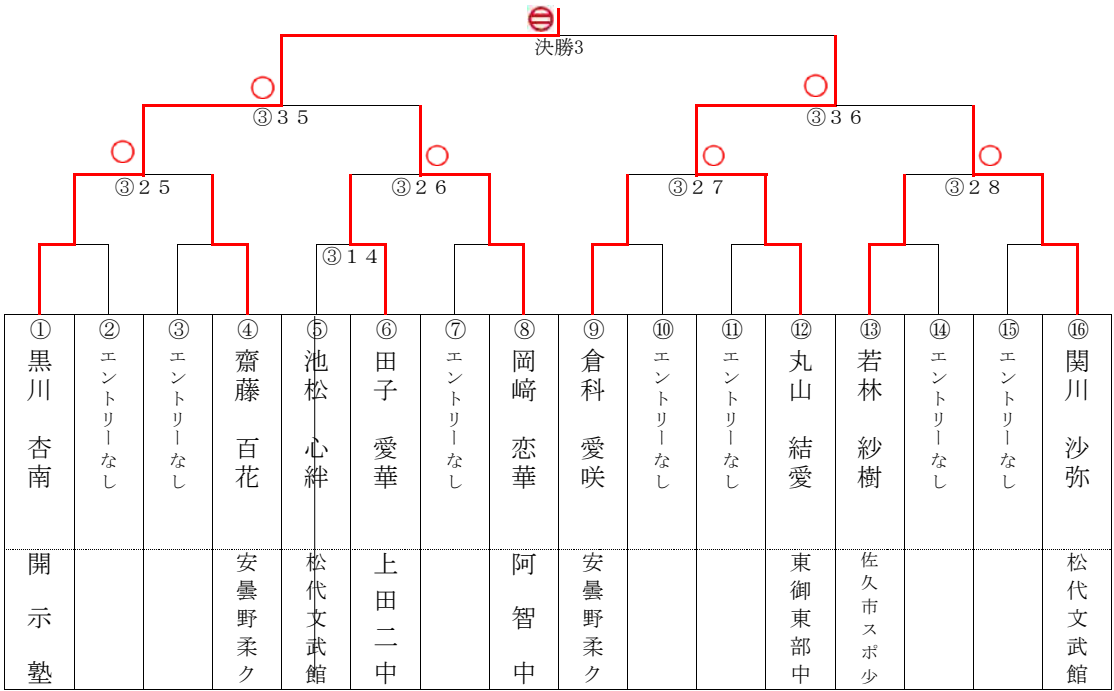 決勝3
③３５
③３６
③２５
③２６
③２７
③２８
③１４
①
黒川　杏南
開示塾
②
エントリーなし
③
エントリーなし
④
齋藤　百花
安曇野柔ク
⑤
池松　心絆
松代文武館
⑥
田子　愛華
上田二中
⑦
エントリーなし
⑧
岡﨑　恋華
阿智中
⑨
倉科　愛咲
安曇野柔ク
⑩
エントリーなし
⑪
エントリーなし
⑫
丸山　結愛
東御東部中
⑬
若林　紗樹
佐久市スポ少
⑭
エントリーなし
⑮
エントリーなし
⑯
関川　沙弥
松代文武館